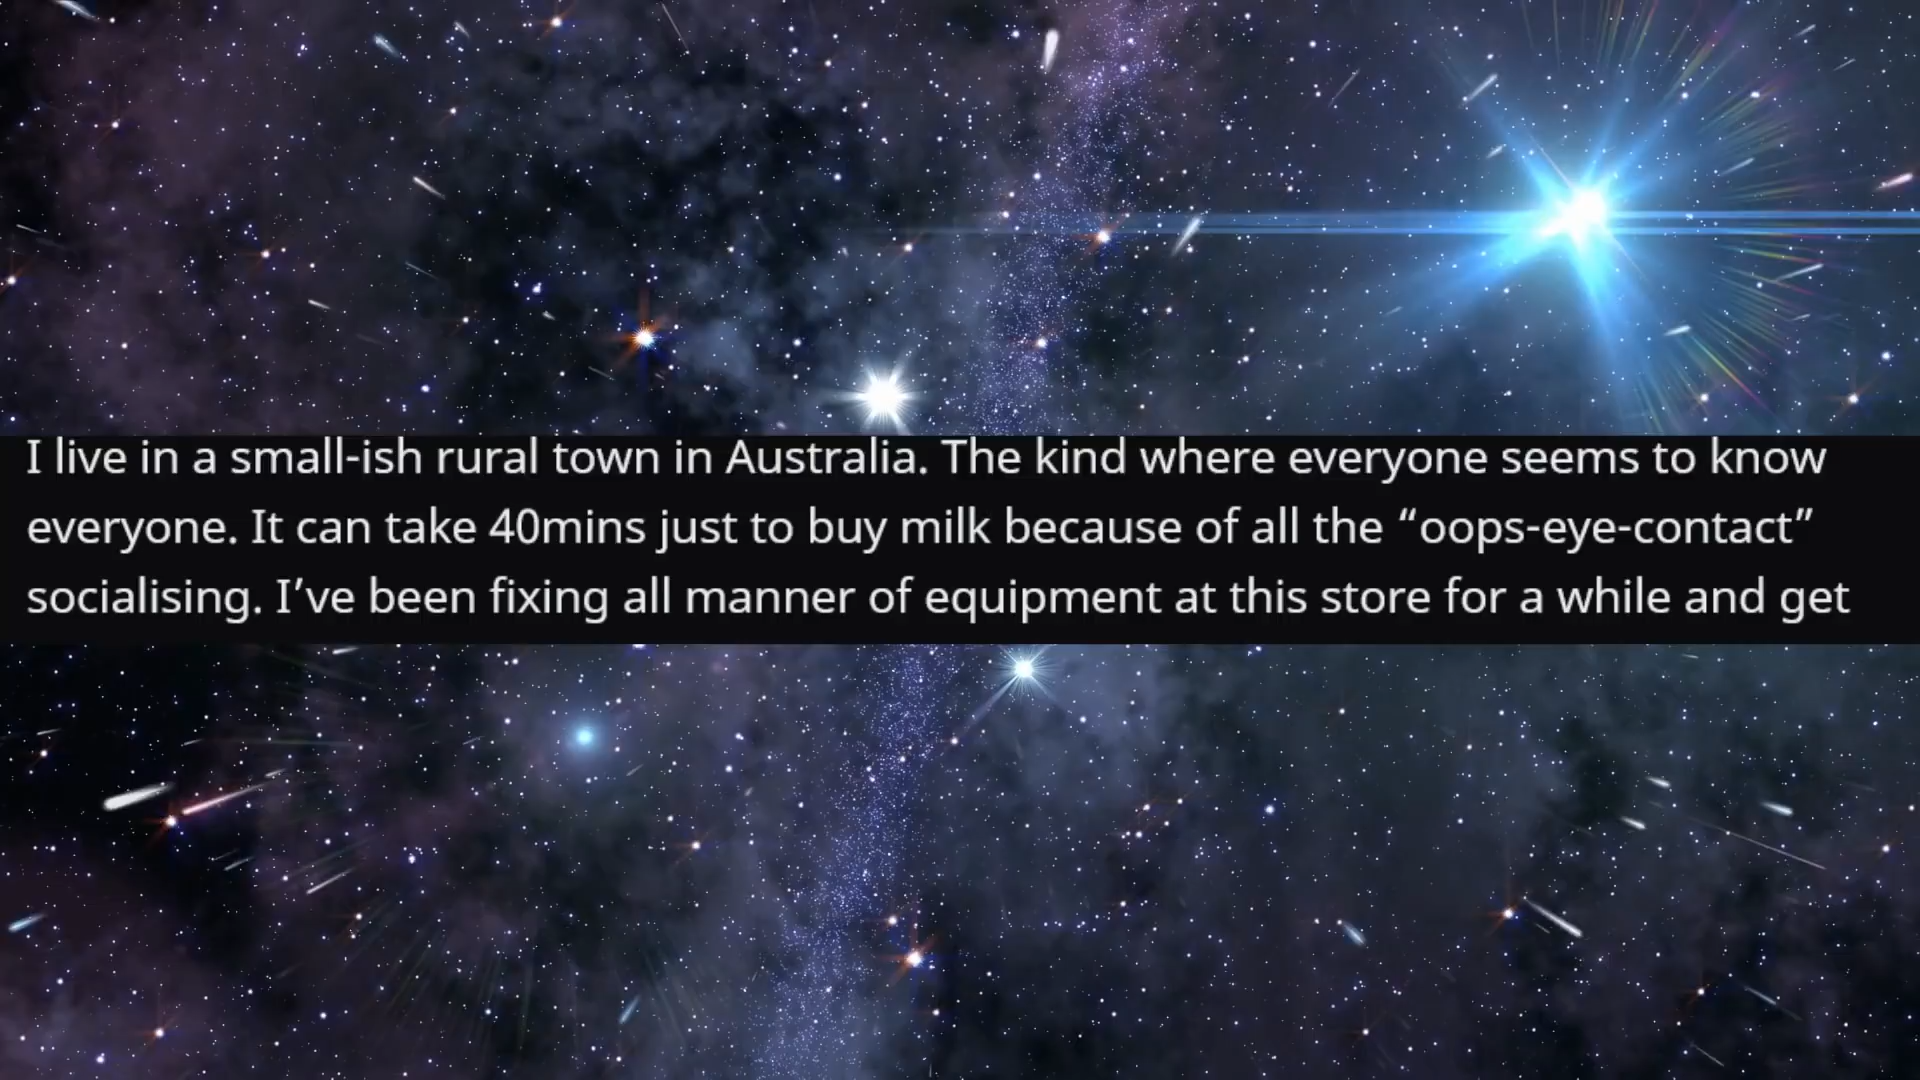 I live in a small-ish rural town in Australia. The kind where everyone seems to know
everyone. It can take 40mins just to buy milk because of all the “oops-eye-contact”
socialising. I’ve been fixing all manner of equipment at this store for a while and get